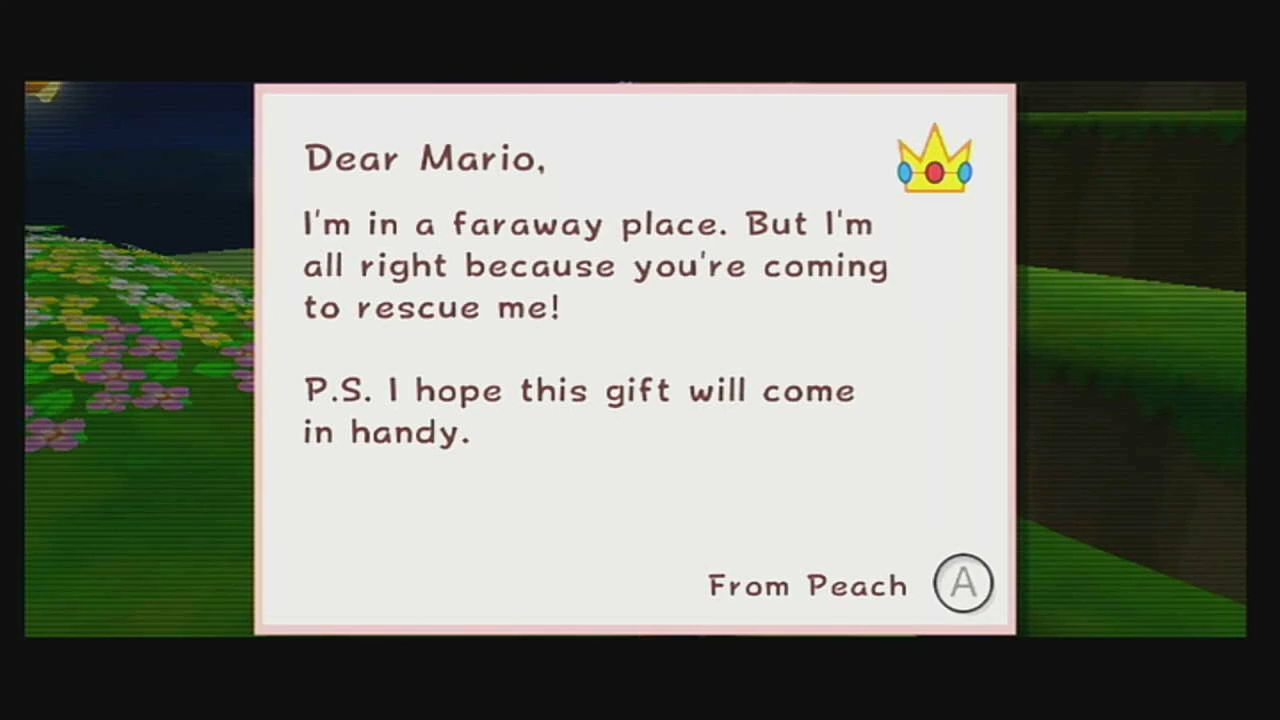 Dear Mario,
I'm in a faraway place. But I'm
all right because you're coming
to rescue me!
P.S. I hope this gift will come
in handy.
From Peach
A